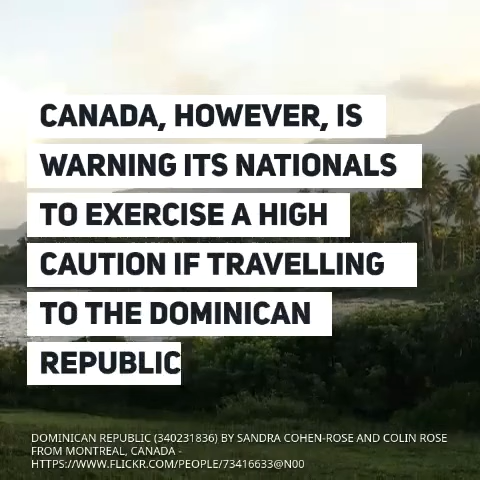 CANADA, HOWEVER, IS
WARNING ITS NATIONALS
TO EXERCISE A HIGH
CAUTION IF TRAVELLING
TO THE DOMINICAN
REPUBLIC
DOMINICAN REPUBLIC (340231836) BY SANDRA COHEN-ROSE AND COLIN ROSE
FROM MONTREAL, CANADA -
HTTPS://WWW.FLICKR.COM/PEOPLE/73416633@N00